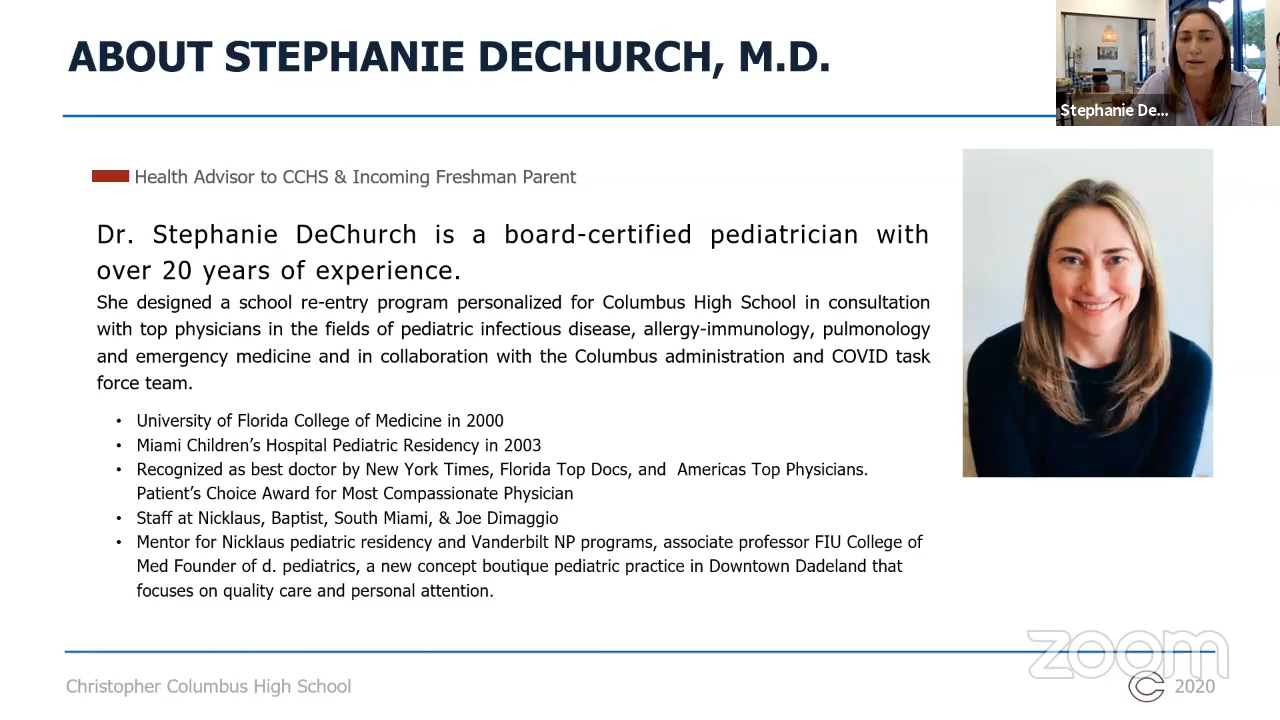 ABOUT STEPHANIE DECHURCH, M.D.
Stephanie De...
Health Advisor to CCHS & Incoming Freshman Parent
Dr. Stephanie DeChurch is a board-certified pediatrician with
over 20 years of experience.
She designed a school re-entry program personalized for Columbus High School in consultation
with top physicians in the fields of pediatric infectious disease, allergy-immunology, pulmonology
and emergency medicine and in collaboration with the Columbus administration and COVID task
force team.
• University of Florida College of Medicine in 2000
• Miami Children’s Hospital Pediatric Residency in 2003
• Recognized as best doctor by New York Times, Florida Top Docs, and  Americas Top Physicians.
Patient’s Choice Award for Most Compassionate Physician
• Staff at Nicklaus, Baptist, South Miami, & Joe Dimaggio
• Mentor for Nicklaus pediatric residency and Vanderbilt NP programs, associate professor FIU College of
Med Founder of d. pediatrics, a new concept boutique pediatric practice in Downtown Dadeland that
focuses on quality care and personal attention.
zoom
Christopher Columbus High School
C 2020